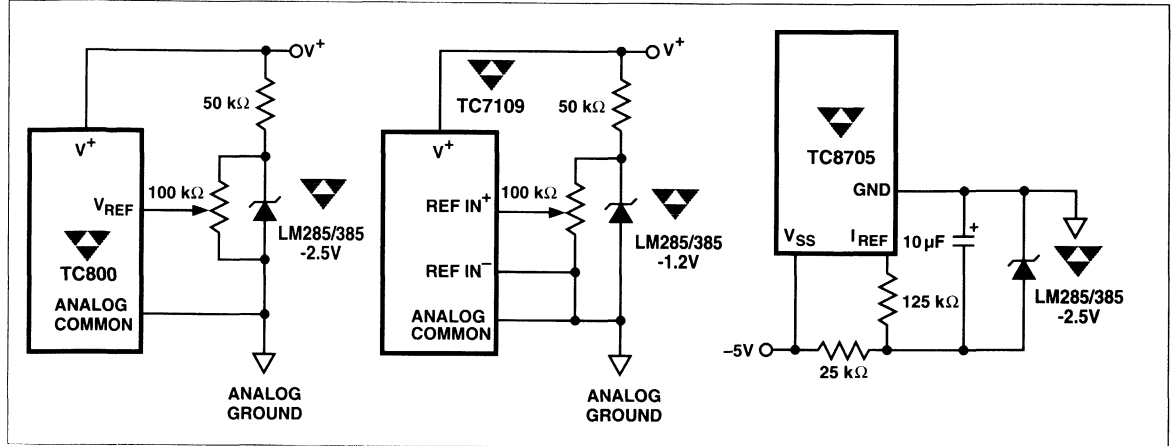 V+
50 kΩ
V+
100 kΩ
VREF
TC800
LM285/385
-2.5V
ANALOG
COMMON
ANALOG
GROUND
V+
TC7109
50 kΩ
V+
REF IN+
100 kΩ
LM285/385
-1.2V
REF IN−
ANALOG
COMMON
ANALOG
GROUND
TC8705
GND
VSS
IREF
10 µF
+
125 kΩ
LM285/385
-2.5V
–5V
25 kΩ